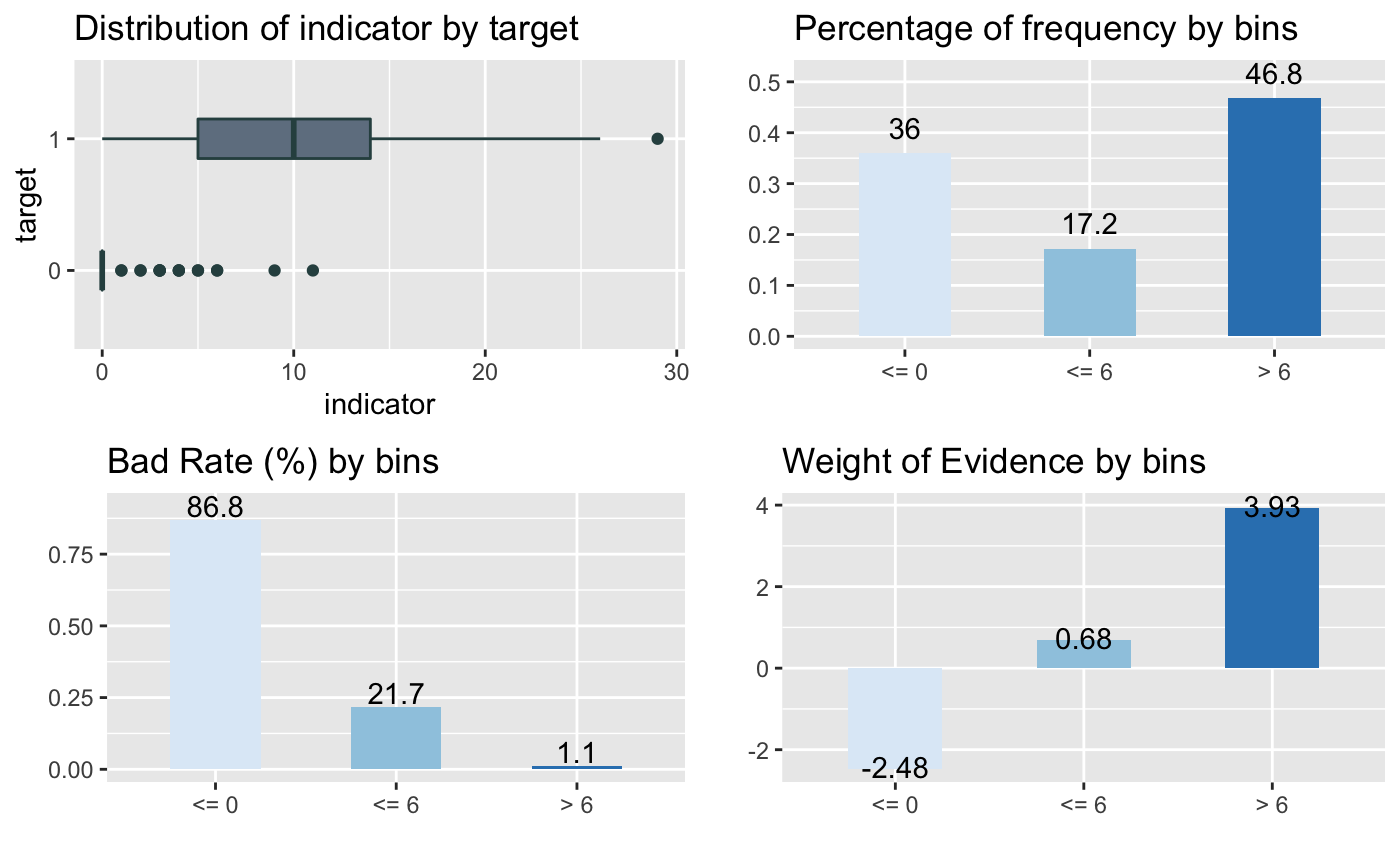 Distribution of indicator by target
target
1
0
0 10 20 30
indicator
Percentage of frequency by bins
0.5
0.4
0.3
0.2
0.1
0.0
36
17.2
46.8
<= 0 <= 6 > 6
Bad Rate (%) by bins
0.75
0.50
0.25
0.00
86.8
21.7
1.1
<= 0 <= 6 > 6
Weight of Evidence by bins
4
2
0
-2
-2.48
0.68
3.93
<= 0 <= 6 > 6